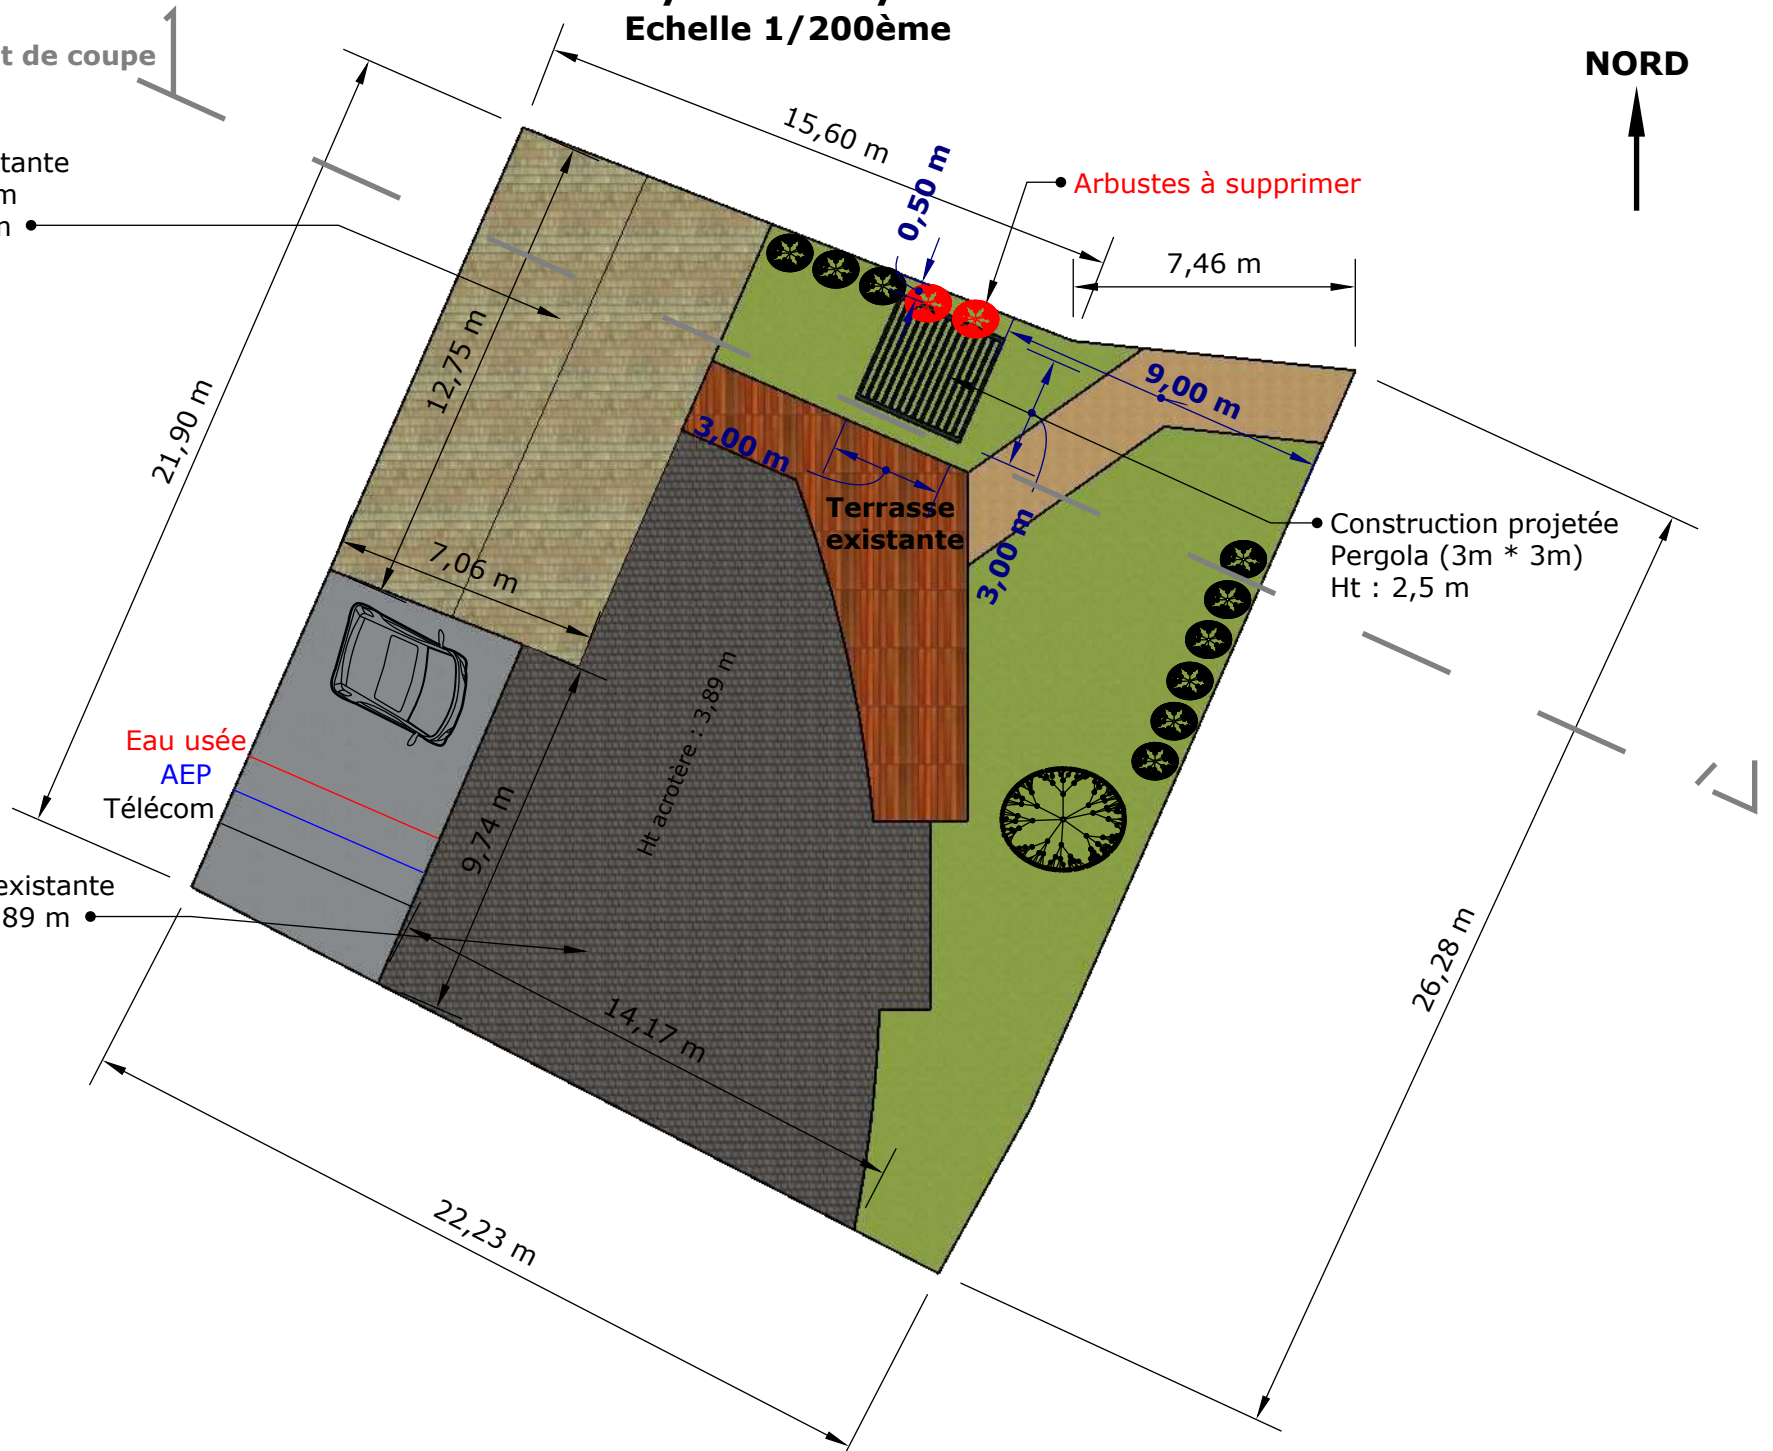 Echelle 1/200ème
t de coupe
NORD
15,60 m
0,50 m
Arbustes à supprimer
7,46 m
tante
m
12,75 m
21,90 m
9,00 m
3,00 m
Terrasse
existante
3,00 m
Construction projetée
Pergola (3m * 3m)
Ht : 2,5 m
7,06 m
Ht acrotère : 3,89 m
Eau usée
AEP
Télécom
9,74 m
existante
89 m
14,17 m
26,28 m
22,23 m